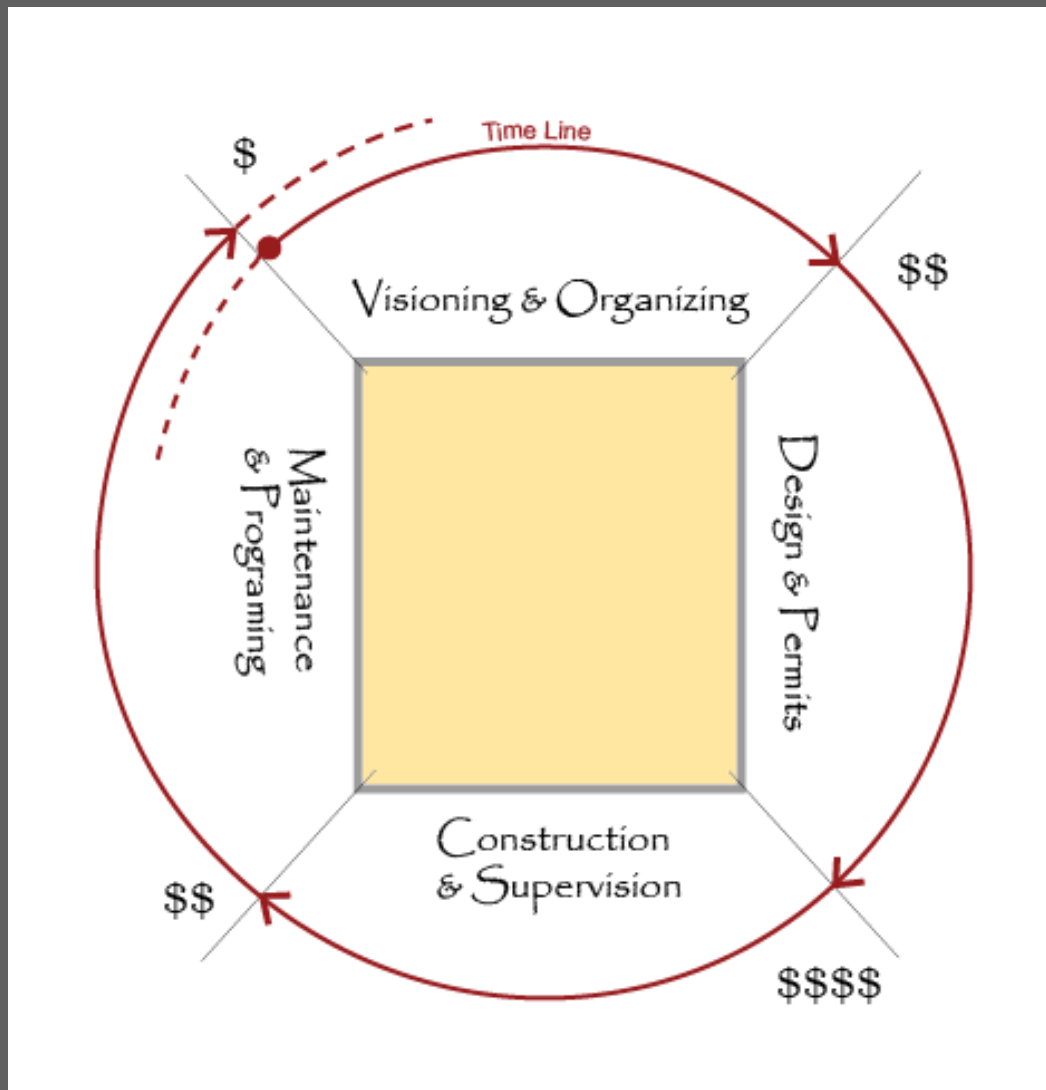 Time Line
$
$$
Visioning & Organizing
Design & Permits
Maintenance
& Programing
Construction
& Supervision
$$
$$$$